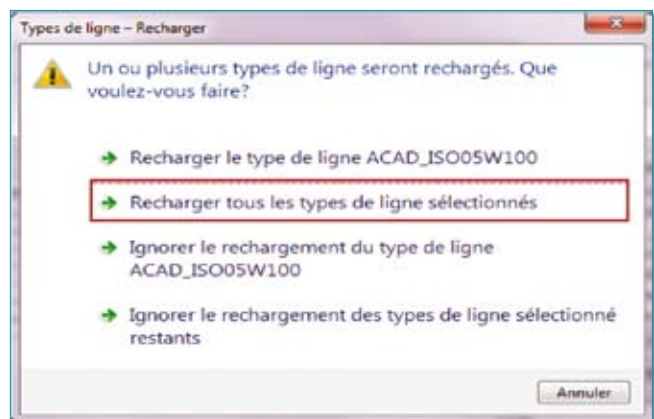 Types de ligne – Recharger
Un ou plusieurs types de ligne seront rechargés. Que
voulez-vous faire?
Recharger le type de ligne ACAD_ISO05W100
Recharger tous les types de ligne sélectionnés
Ignorer le rechargement du type de ligne
ACAD_ISO05W100
Ignorer le rechargement des types de ligne sélectionné
restants
Annuler